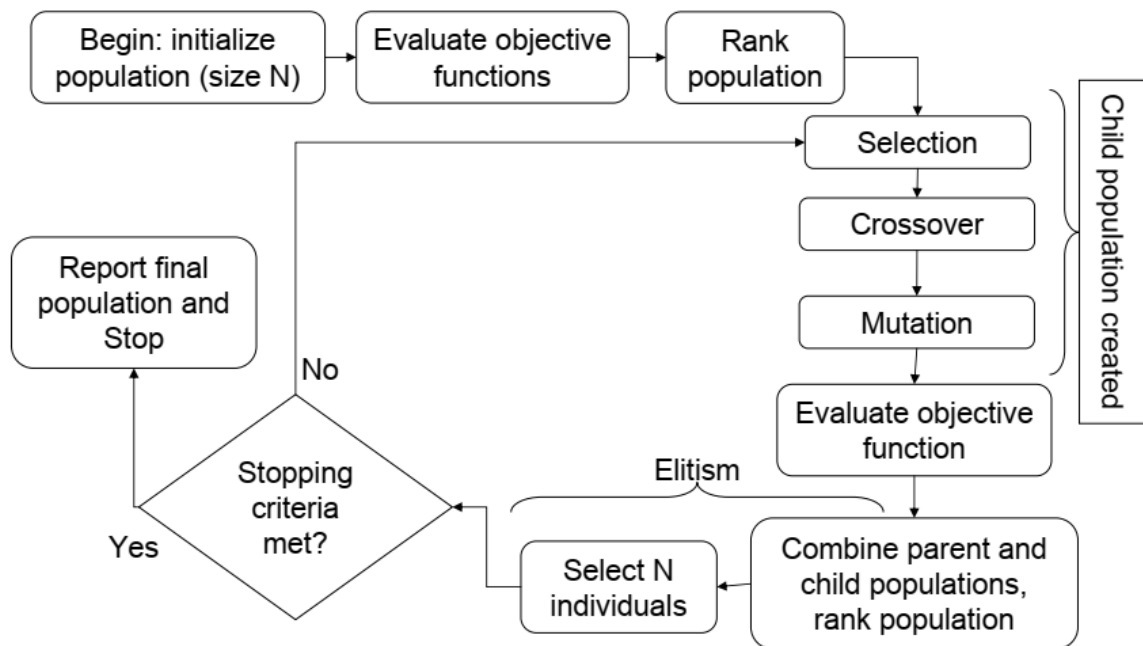 Begin: initialize
population (size N)
Evaluate objective
functions
Rank
population
Selection
Crossover
Mutation
Child population created
Evaluate objective
function
Combine parent and
child populations,
rank population
Elitism
Select N
individuals
Stopping
criteria
met?
No
Yes
Report final
population and
Stop